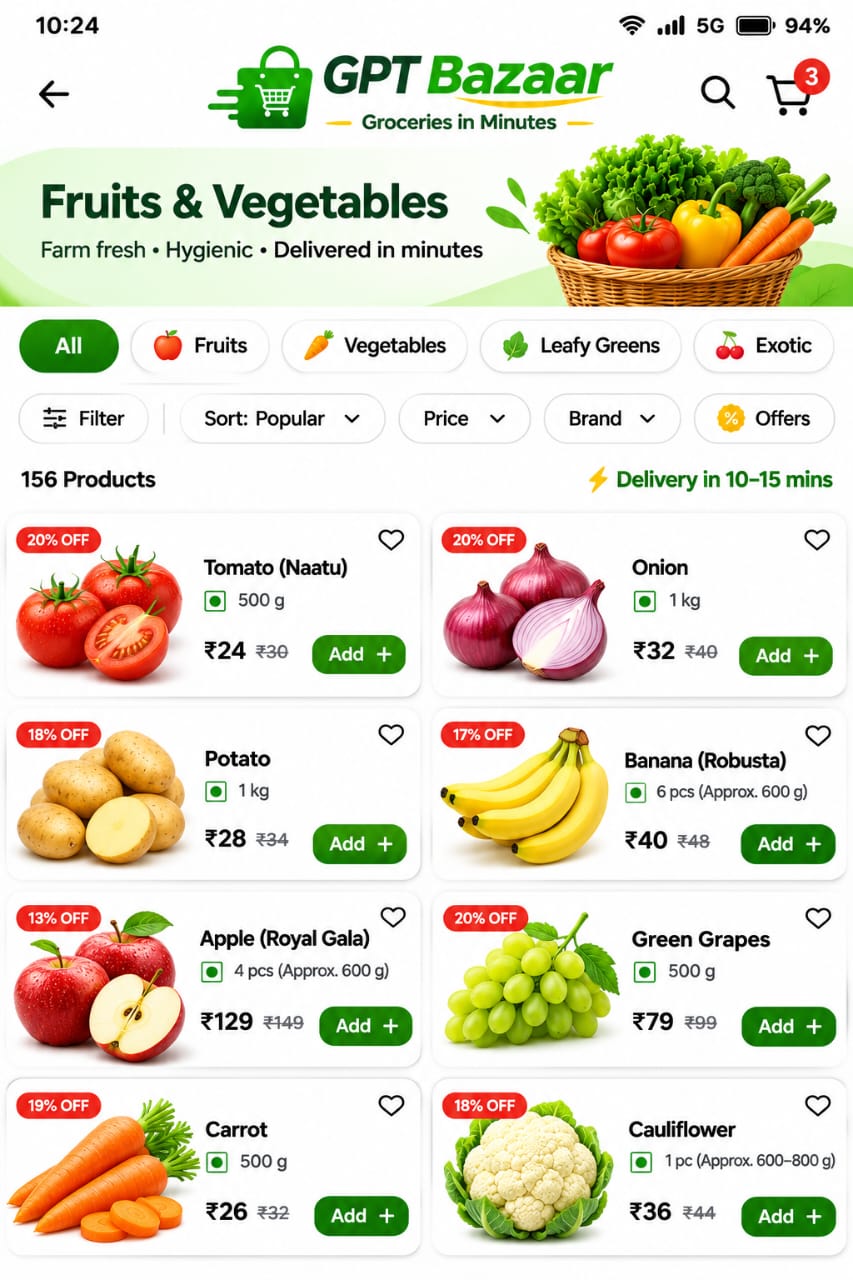 10:24
5G
94%
GPT Bazaar
Groceries in Minutes
3
Fruits & Vegetables
Farm fresh • Hygienic • Delivered in minutes
All
Fruits
Vegetables
Leafy Greens
Exotic
Filter
Sort: Popular
Price
Brand
%
Offers
156 Products
Delivery in 10–15 mins
20% OFF
Tomato (Naatu)
500 g
₹24 ₹30
Add +
20% OFF
Onion
1 kg
₹32 ₹40
Add +
18% OFF
Potato
1 kg
₹28 ₹34
Add +
17% OFF
Banana (Robusta)
6 pcs (Approx. 600 g)
₹40 ₹48
Add +
13% OFF
Apple (Royal Gala)
4 pcs (Approx. 600 g)
₹129 ₹149
Add +
20% OFF
Green Grapes
500 g
₹79 ₹99
Add +
19% OFF
Carrot
500 g
₹26 ₹32
Add +
18% OFF
Cauliflower
1 pc (Approx. 600–800 g)
₹36 ₹44
Add +